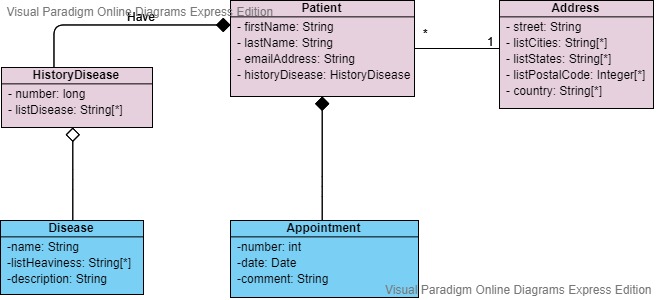 Visual Paradigm Online Diagrams Express Edition
Have
Patient
- firstName: String
- lastName: String
- emailAddress: String
- historyDisease: HistoryDisease
* 1
Address
- street: String
- listCities: String[*]
- listStates: String[*]
- listPostalCode: Integer[*]
- country: String[*]
HistoryDisease
- number: long
- listDisease: String[*]
Disease
-name: String
-listHeaviness: String[*]
-description: String
Appointment
-number: int
-date: Date
-comment: String
Visual Paradigm Online Diagrams Express Edition